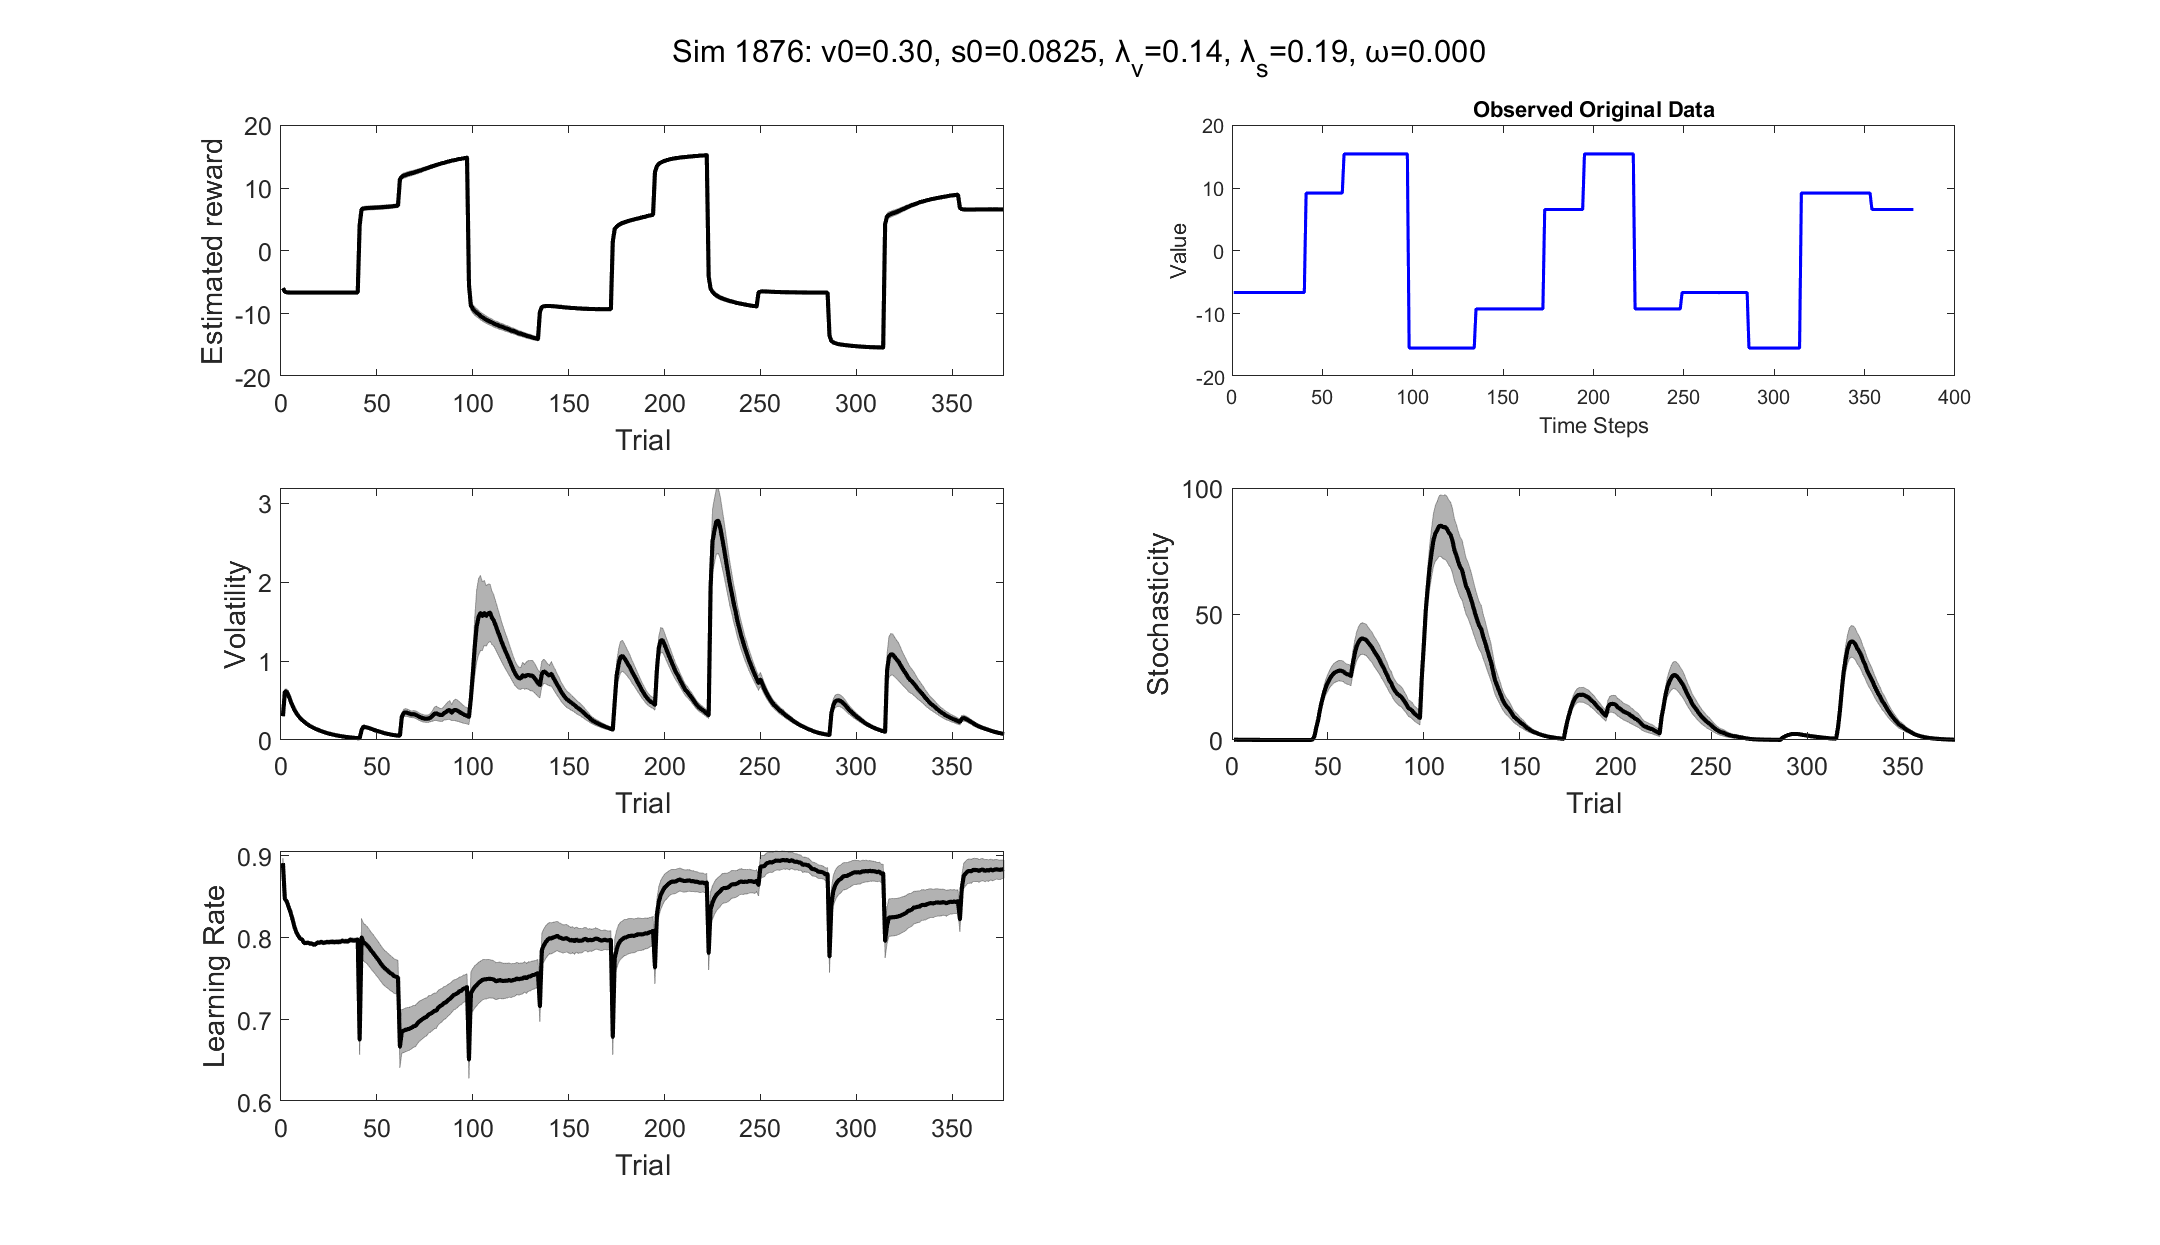 Sim 1876: v0=0.30, s0=0.0825, λ_v=0.14, λ_s=0.19, ω=0.000
20
10
0
-10
-20
Estimated reward
0 50 100 150 200 250 300 350
Trial
Observed Original Data
20
10
0
-10
-20
Value
0 50 100 150 200 250 300 350 400
Time Steps
3
2
1
0
Volatility
0 50 100 150 200 250 300 350
Trial
100
50
0
Stochasticity
0 50 100 150 200 250 300 350
Trial
0.9
0.8
0.7
0.6
Learning Rate
0 50 100 150 200 250 300 350
Trial